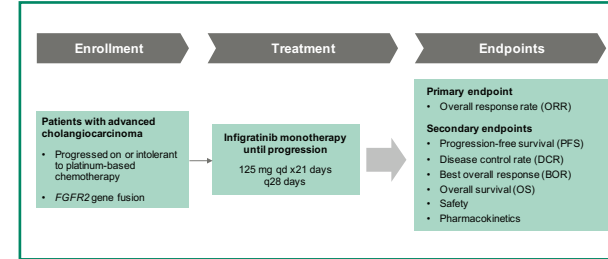 Enrollment
Treatment
Endpoints
Patients with advanced
cholangiocarcinoma
• Progressed on or intolerant
to platinum-based
chemotherapy
• FGFR2 gene fusion
Infigratinib monotherapy
until progression
125 mg qd x21 days
q28 days
Primary endpoint
• Overall response rate (ORR)
Secondary endpoints
• Progression-free survival (PFS)
• Disease control rate (DCR)
• Best overall response (BOR)
• Overall survival (OS)
• Safety
• Pharmacokinetics